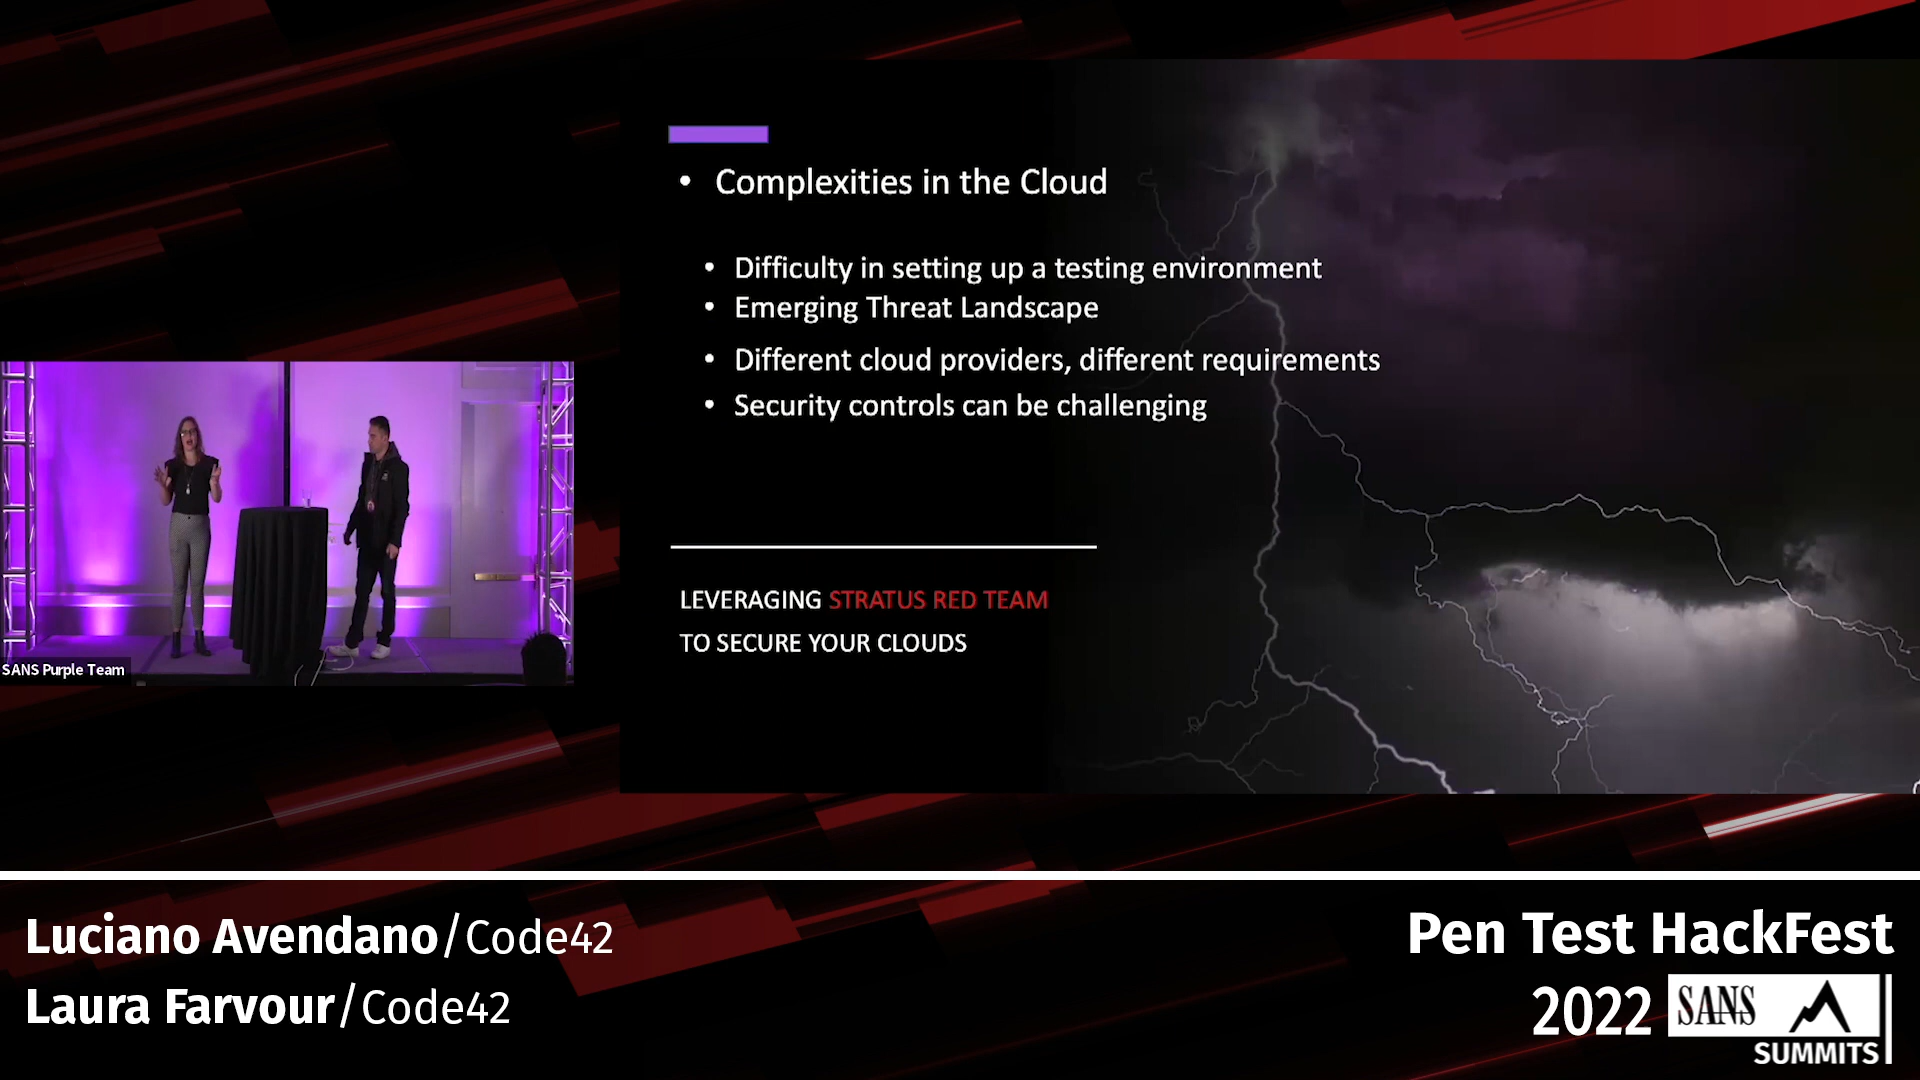 • Complexities in the Cloud
• Difficulty in setting up a testing environment
• Emerging Threat Landscape
• Different cloud providers, different requirements
• Security controls can be challenging
LEVERAGING STRATUS RED TEAM
TO SECURE YOUR CLOUDS
SANS Purple Team
Luciano Avendano/Code42
Laura Farvour/Code42
Pen Test HackFest
2022 SANS
SUMMITS